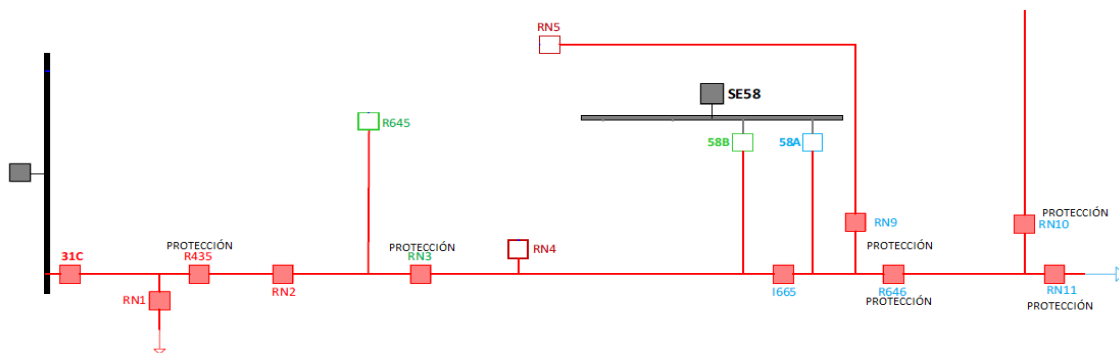 RN5
SE58
R645
58B
58A
PROTECCIÓN
RN10
RN9
PROTECCIÓN
R435
PROTECCIÓN
RN3
RN4
PROTECCIÓN
31C
RN1
RN2
I665
R646
PROTECCIÓN
RN11
PROTECCIÓN